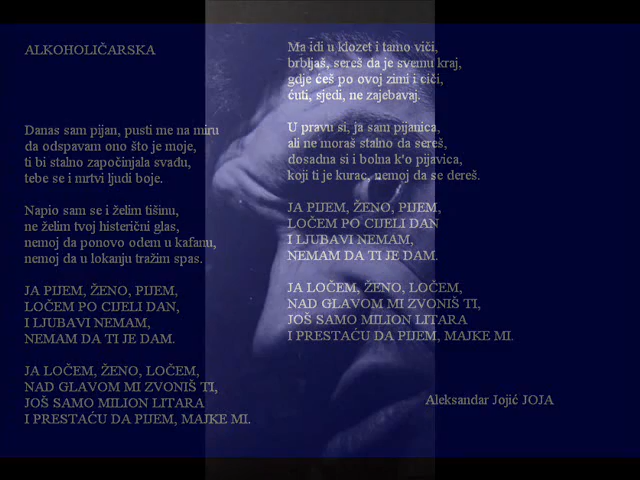 ALKOHOLIČARSKA
Danas sam pijan, pusti me na miru
da odspavam ono što je moje,
ti bi stalno započinjala svađu,
tebe se i mrtvi ljudi boje.
Napio sam se i želim tišinu,
ne želim tvoj histerični glas,
nemoj da ponovo odem u kafanu,
nemoj da u lokanju tražim spas.
JA PIJEM, ŽENO, PIJEM,
LOČEM PO CIJELI DAN,
I LJUBAVI NEMAM,
NEMAM DA TI JE DAM.
JA LOČEM, ŽENO, LOČEM,
NAD GLAVOM MI ZVONIŠ TI,
JOŠ SAMO MILION LITARA
I PRESTAĆU DA PIJEM, MAJKE MI.
Ma idi u klozet i tamo viči,
brbljaš, sereš da je svemu kraj,
gdje ćeš po ovoj zimi i ciči,
ćuti, sjedi, ne zajebavaj.
U pravu si, ja sam pijanica,
ali ne moraš stalno da sereš,
dosadna si i bolna k'o pijavica,
koji ti je kurac, nemoj da se dereš.
JA PIJEM, ŽENO, PIJEM,
LOČEM PO CIJELI DAN
I LJUBAVI NEMAM,
NEMAM DA TI JE DAM.
JA LOČEM, ŽENO, LOČEM,
NAD GLAVOM MI ZVONIŠ TI,
JOŠ SAMO MILION LITARA
I PRESTAĆU DA PIJEM, MAJKE MI.
Aleksandar Jojić JOJA